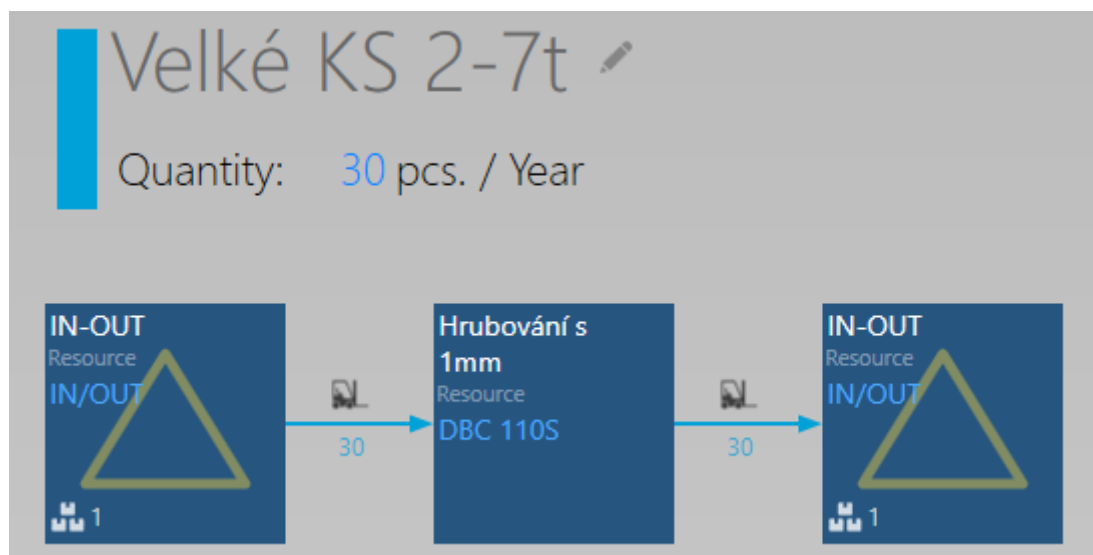 Velké KS 2-7t
Quantity: 30 pcs. / Year
IN-OUT
Resource
IN/OUT
1
30
Hrubování s
1mm
Resource
DBC 110S
30
IN-OUT
Resource
IN/OUT
1